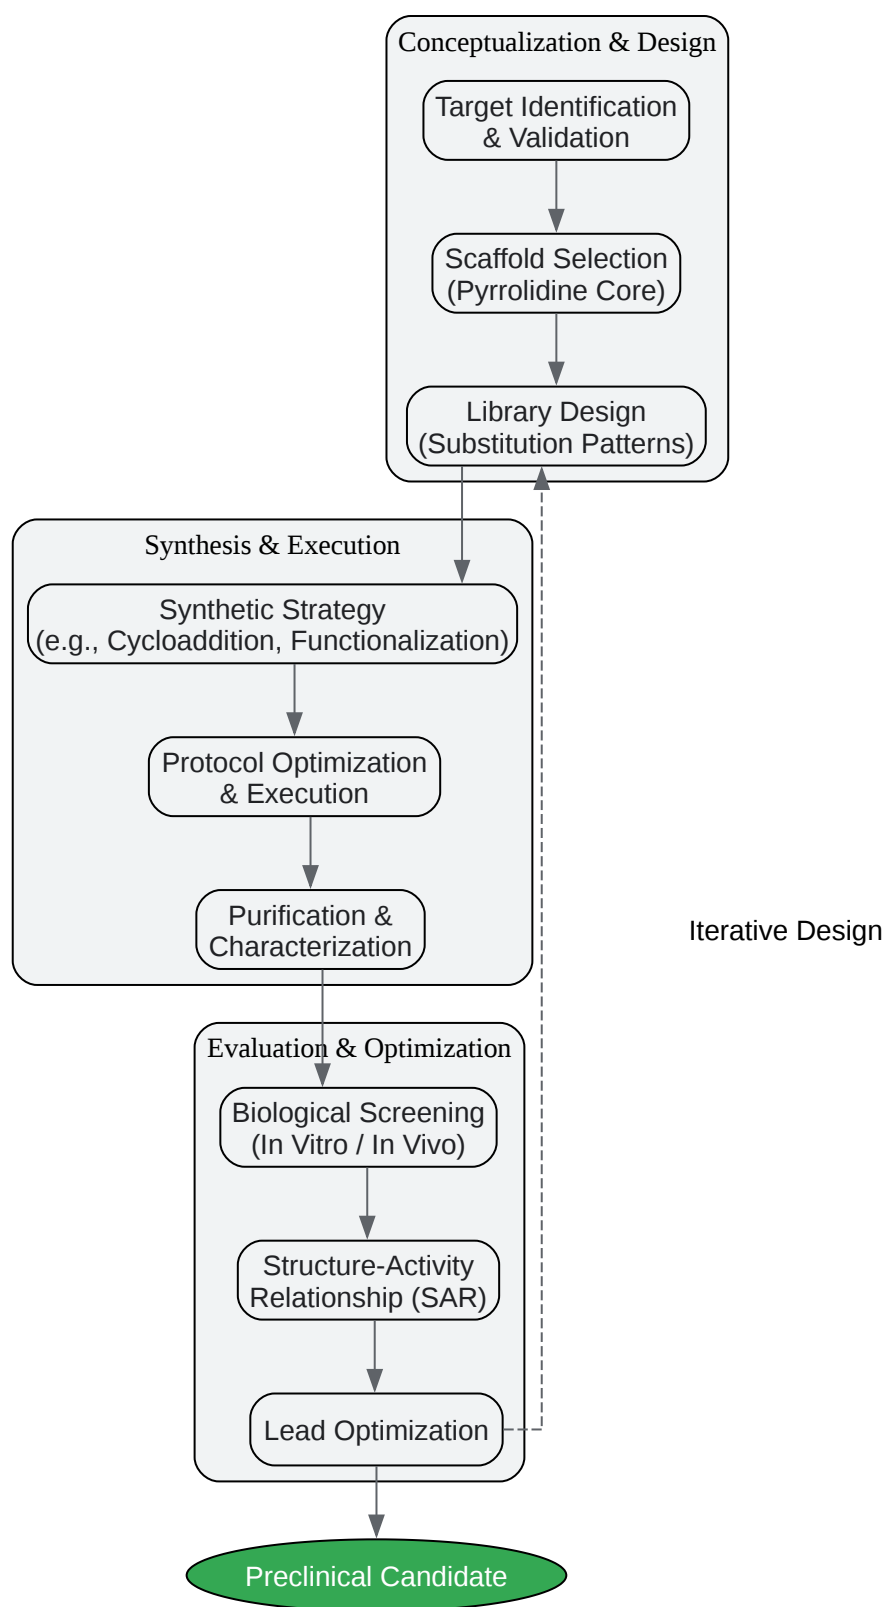 Conceptualization & Design
Target Identification
& Validation
Scaffold Selection
(Pyrrolidine Core)
Library Design
(Substitution Patterns)
Synthesis & Execution
Synthetic Strategy
(e.g., Cycloaddition, Functionalization)
Protocol Optimization
& Execution
Purification &
Characterization
Iterative Design
Evaluation & Optimization
Biological Screening
(In Vitro / In Vivo)
Structure-Activity
Relationship (SAR)
Lead Optimization
Preclinical Candidate